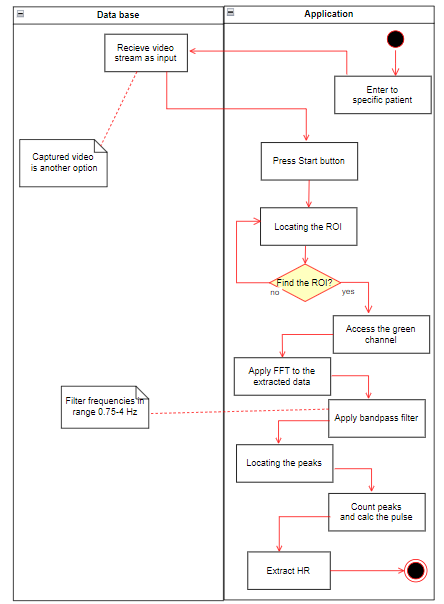 Data base
Application
Recieve video
stream as input
Enter to
specific patient
Captured video
is another option
Press Start button
Locating the ROI
Find the ROI?
no
yes
Access the green
channel
Apply FFT to the
extracted data
Filter frequencies in
range 0.75-4 Hz
Apply bandpass filter
Locating the peaks
Count peaks
and calc the pulse
Extract HR